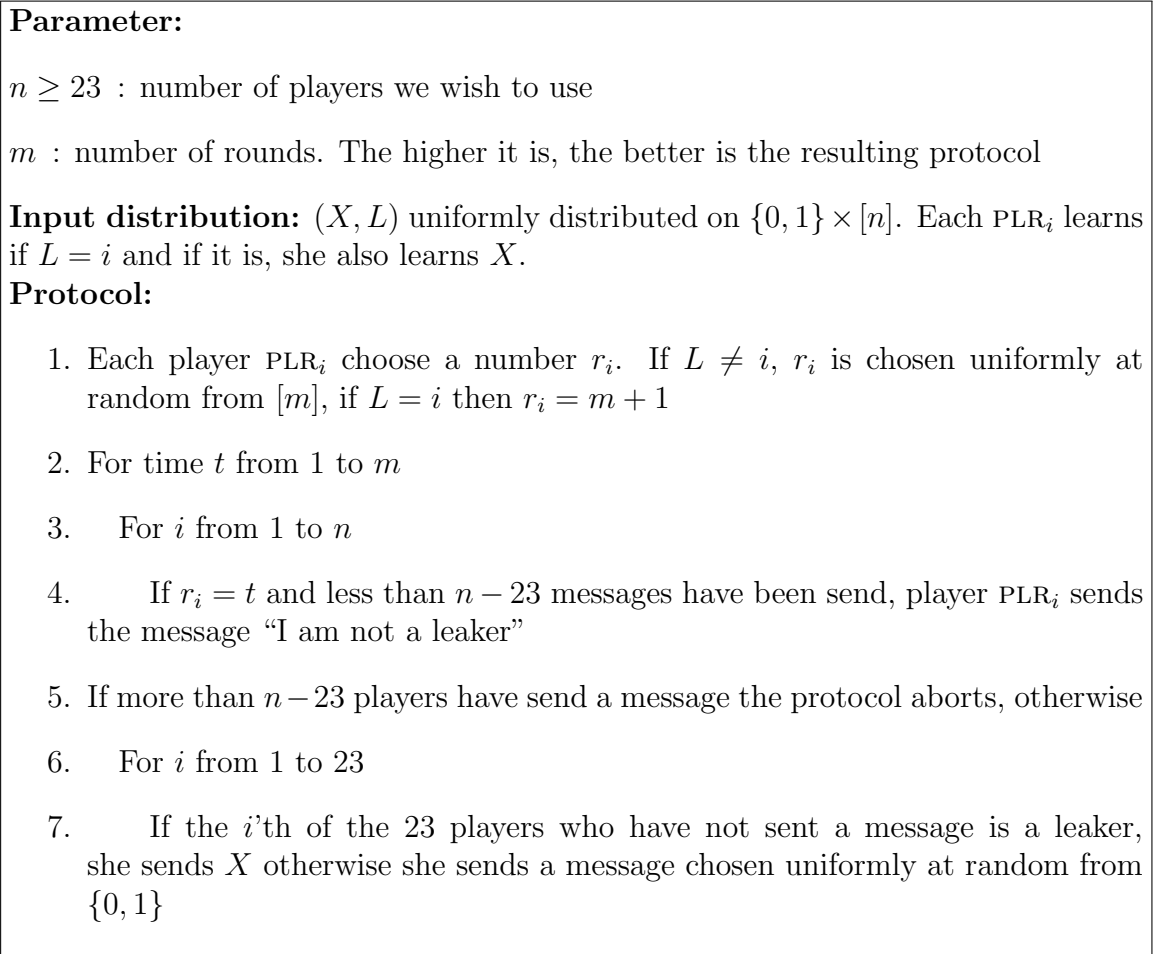 Parameter:
n ≥ 23 : number of players we wish to use
m : number of rounds. The higher it is, the better is the resulting protocol
Input distribution: (X, L) uniformly distributed on {0, 1} × [n]. Each PLR_i learns
if L = i and if it is, she also learns X.
Protocol:
1. Each player PLR_i choose a number r_i. If L ≠ i, r_i is chosen uniformly at
random from [m], if L = i then r_i = m + 1
2. For time t from 1 to m
3. For i from 1 to n
4. If r_i = t and less than n − 23 messages have been send, player PLR_i sends
the message “I am not a leaker”
5. If more than n − 23 players have send a message the protocol aborts, otherwise
6. For i from 1 to 23
7. If the i’th of the 23 players who have not sent a message is a leaker,
she sends X otherwise she sends a message chosen uniformly at random from
{0, 1}